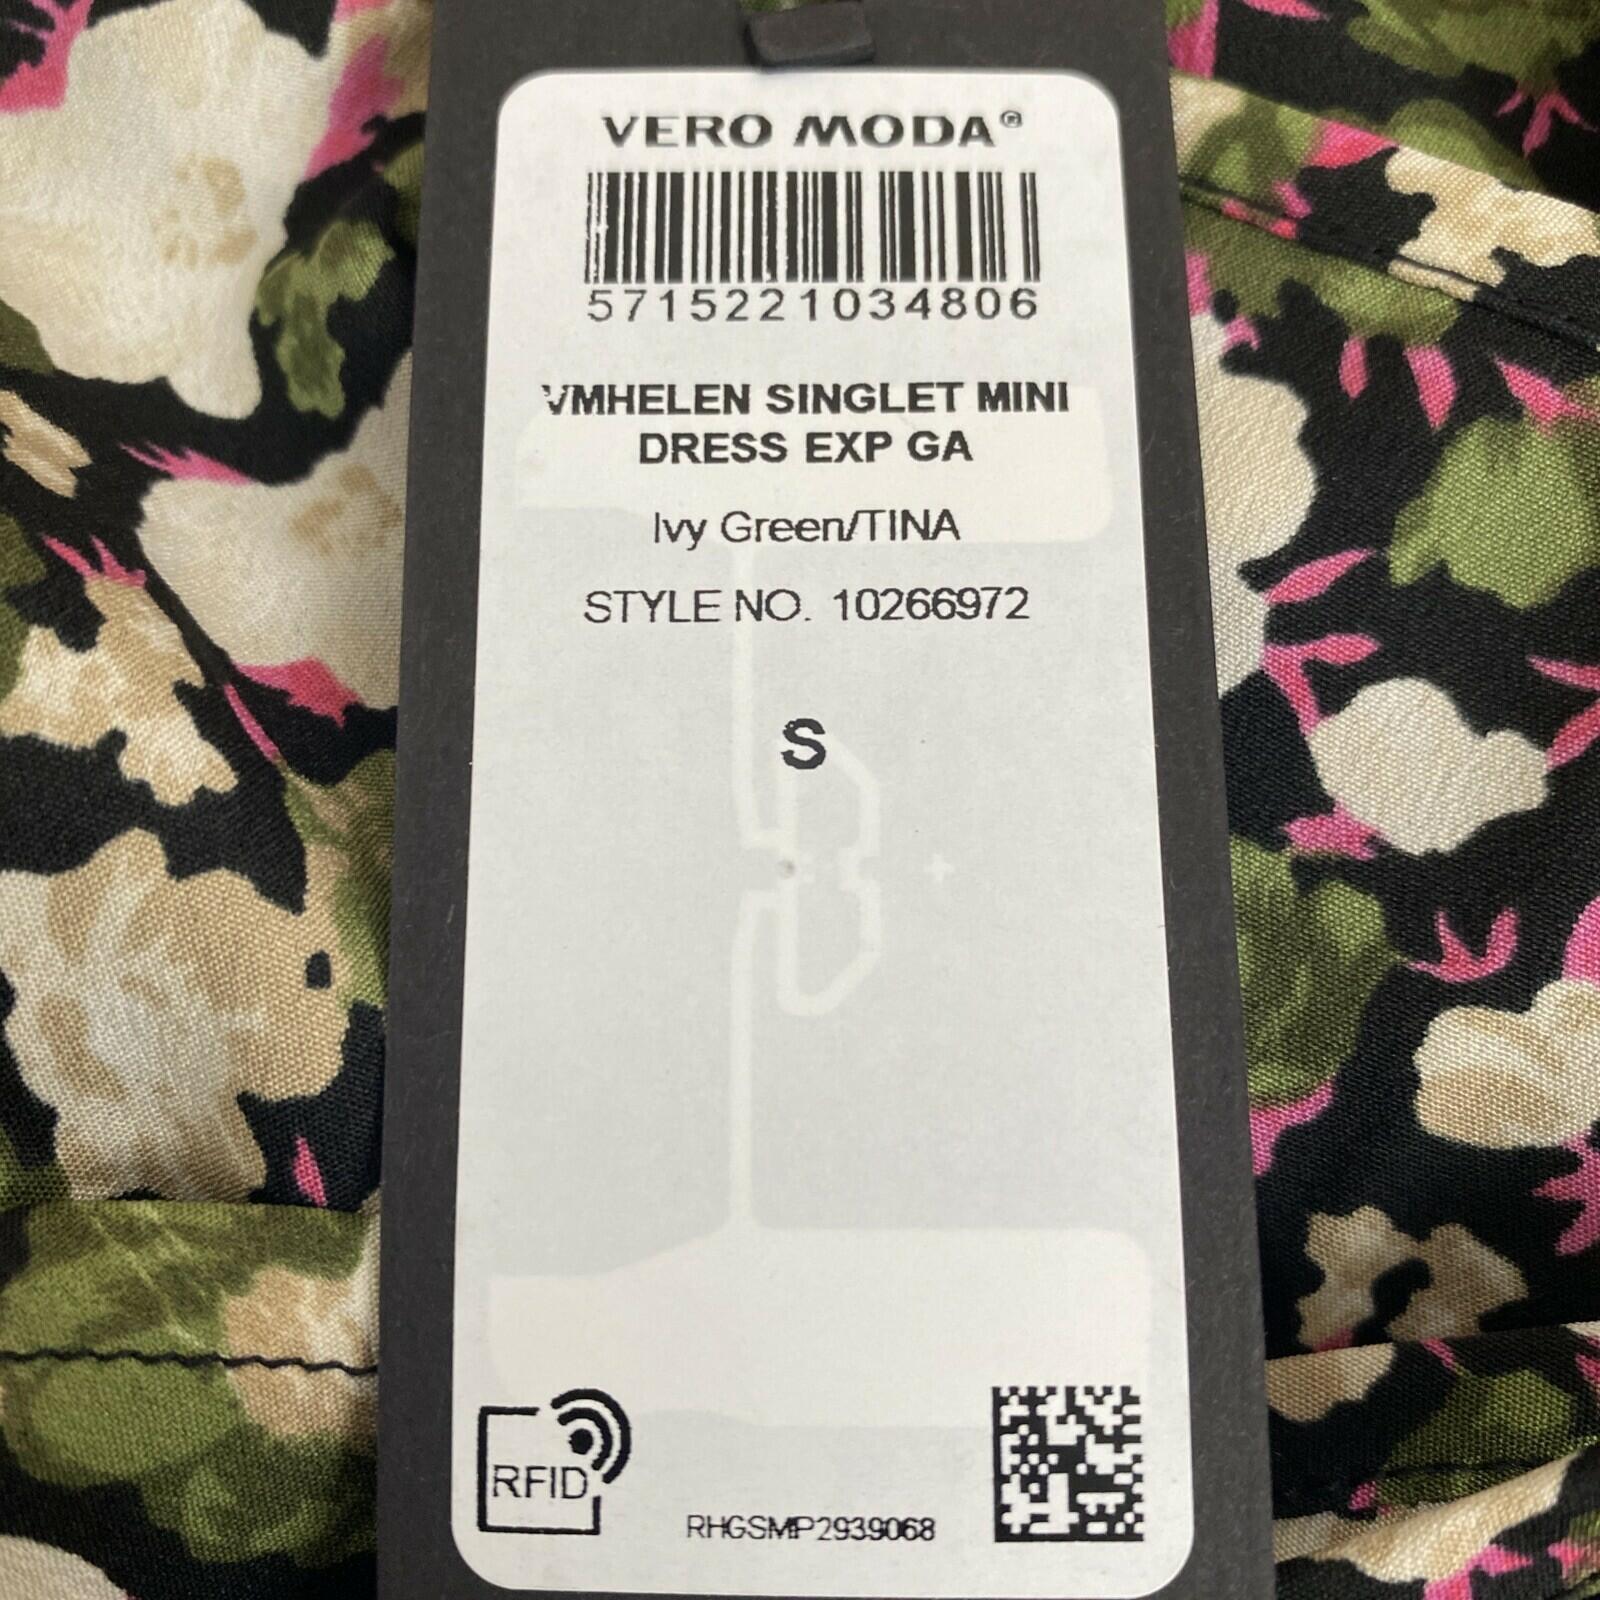 VERO MODA®
5715221034806
VMHELEN SINGLET MINI
DRESS EXP GA
Ivy Green/TINA
STYLE NO. 10266972
S
RFID
RHGSMP2939068